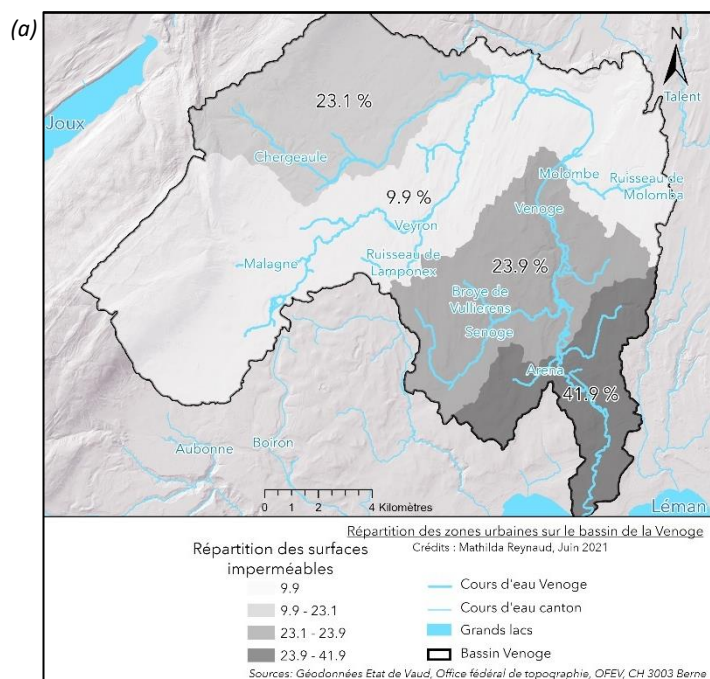 (a)
N
Joux
Talent
23.1 %
Chergeaule
Molombe
Ruisseau de
Molomba
9.9 %
Venoge
Veyron
Malagne
Ruisseau de
Lamponex
23.9 %
Broye de
Vullierens
Senoge
Arena
41.9 %
Aubonne
Boiron
Léman
0 1 2 4 Kilomètres
Répartition des zones urbaines sur le bassin de la Venoge
Crédits : Mathilda Reynaud, Juin 2021
Répartition des surfaces
imperméables
9.9
9.9 - 23.1
23.1 - 23.9
23.9 - 41.9
Cours d'eau Venoge
Cours d'eau canton
Grands lacs
Bassin Venoge
Sources: Géodonnées Etat de Vaud, Office fédéral de topographie, OFEV, CH 3003 Berne